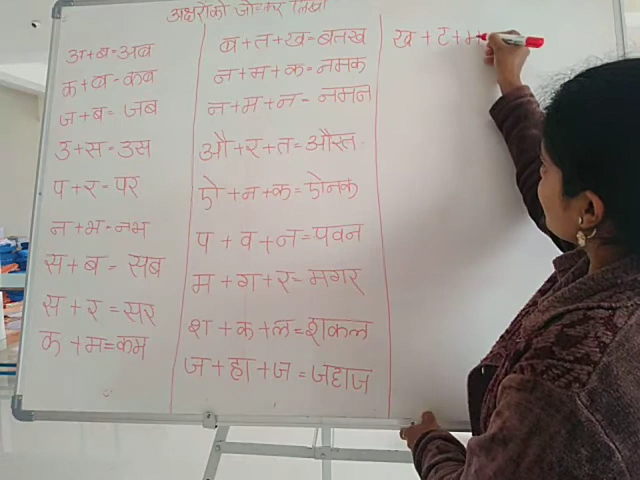 अक्षरों को जोड़कर लिखो
अ+ब=अब
क+ब=कब
ज+ब=जब
उ+स=उस
प+र=पर
न+भ=नभ
स+ब=सब
स+र=सर
क+म=कम
ब+त+ख=बतख
न+म+क=नमक
न+म+न=नमन
औ+र+त=औरत
ऐ+न+क=ऐनक
प+व+न=पवन
म+ग+र=मगर
श+क+ल=शकल
ज+हा+ज=जहाज
ख+ट+म+